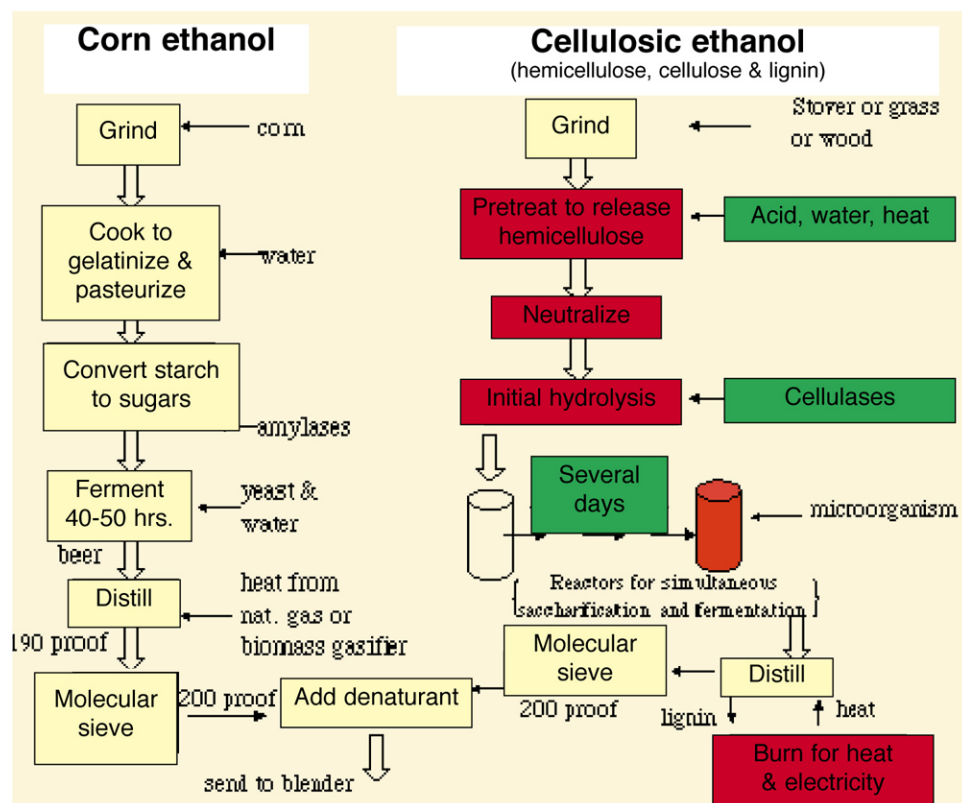 Corn ethanol
Grind
corn
Cook to
gelatinize &
pasteurize
water
Convert starch
to sugars
amylases
Ferment
40-50 hrs.
yeast &
water
beer
Distill
heat from
nat. gas or
biomass gasifier
190 proof
Molecular
sieve
200 proof
Add denaturant
send to blender
Cellulosic ethanol
(hemicellulose, cellulose & lignin)
Grind
Stover or grass
or wood
Pretreat to release
hemicellulose
Acid, water, heat
Neutralize
Initial hydrolysis
Cellulases
Several
days
microorganism
Reactors for simultaneous
saccharification and fermentation
Distill
Molecular
sieve
200 proof
lignin
heat
Burn for heat
& electricity